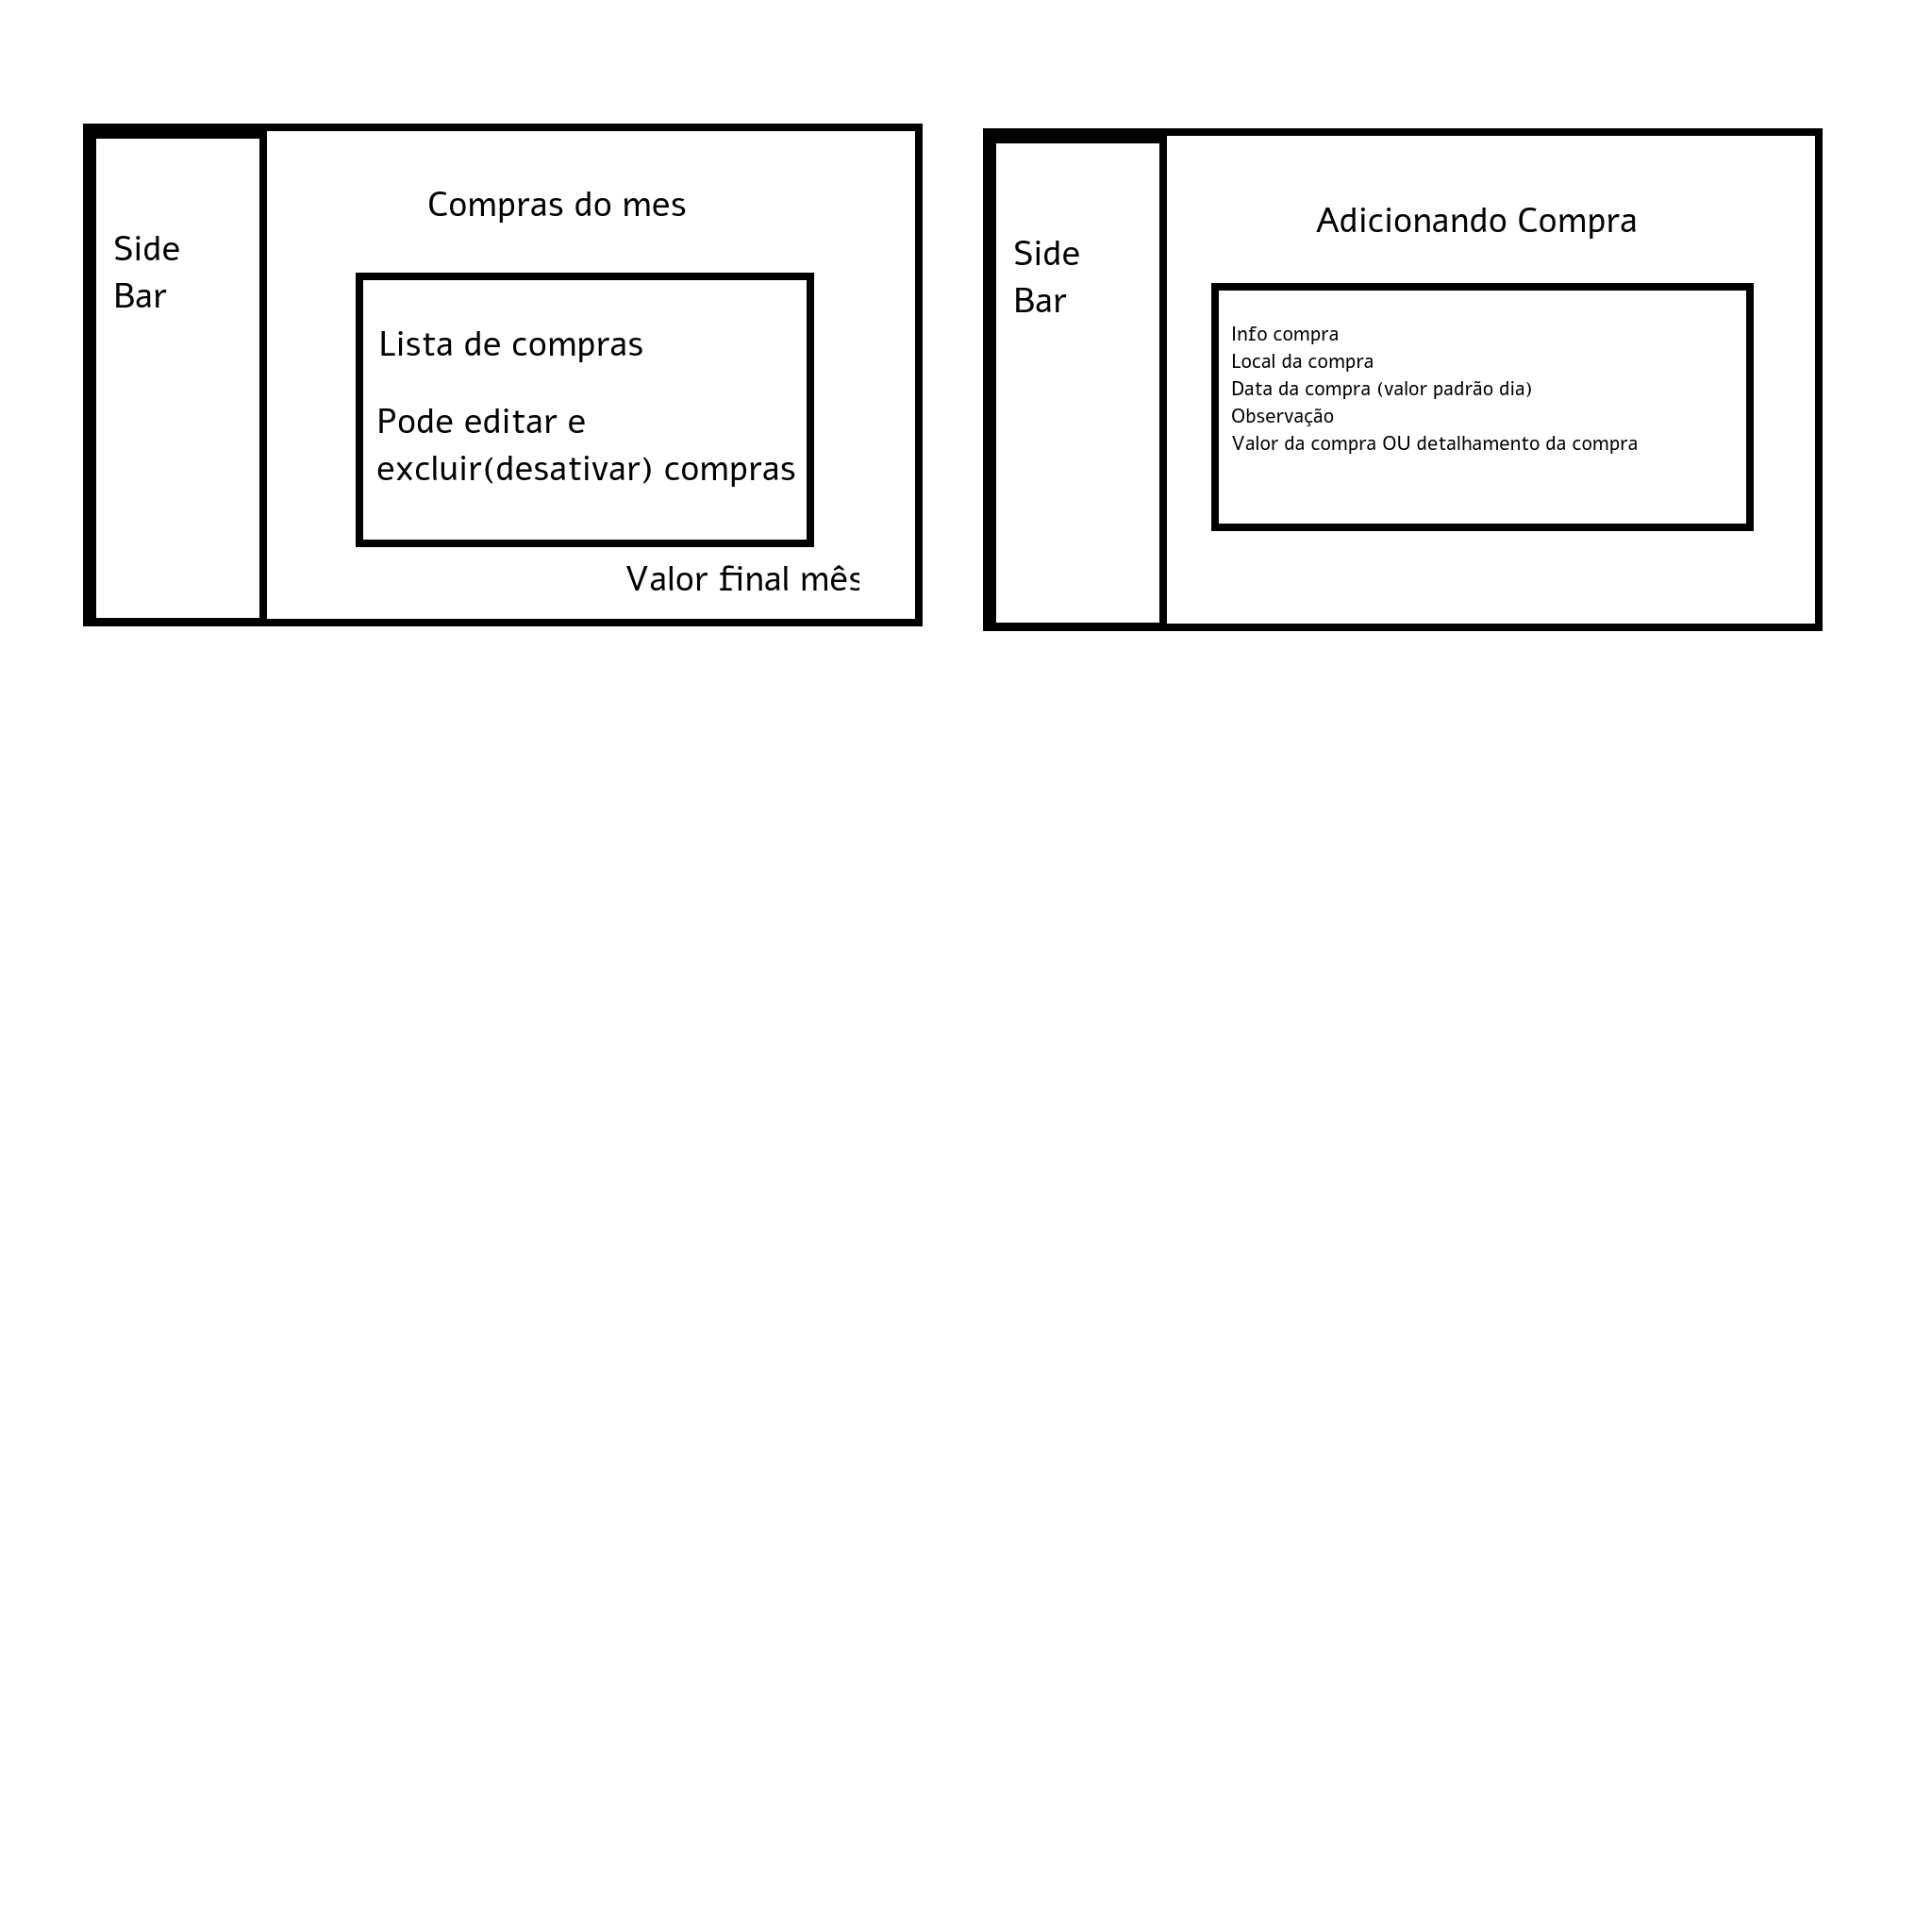 Compras do mes
Side
Bar
Lista de compras
Pode editar e
excluir(desativar) compras
Valor final mês
Adicionando Compra
Side
Bar
Info compra
Local da compra
Data da compra (valor padrão dia)
Observação
Valor da compra OU detalhamento da compra